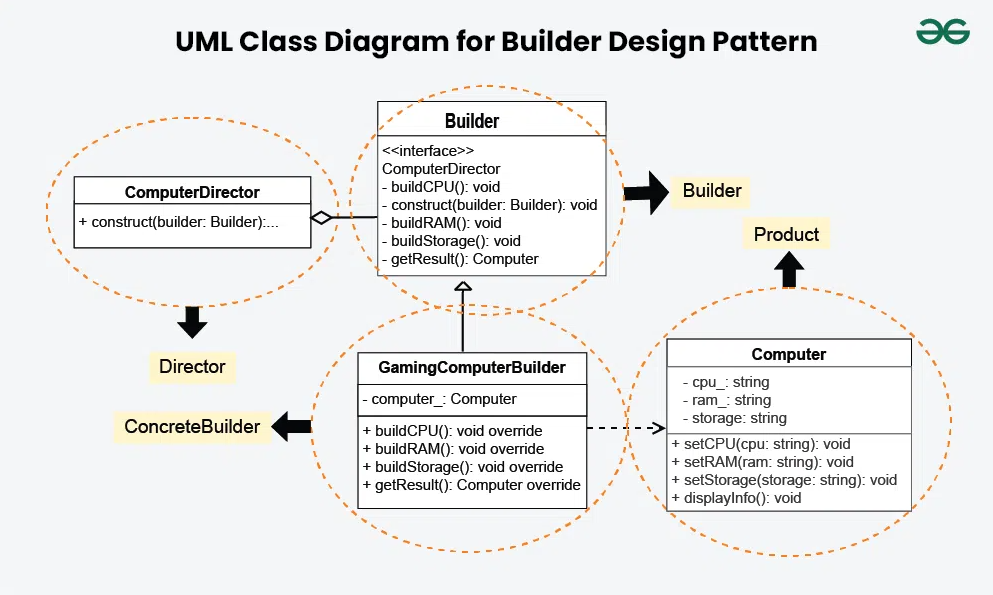 UML Class Diagram for Builder Design Pattern
Builder
<<interface>>
ComputerDirector
- buildCPU(): void
- construct(builder: Builder): void
- buildRAM(): void
- buildStorage(): void
- getResult(): Computer
ComputerDirector
+ construct(builder: Builder):...
Builder
Product
Director
ConcreteBuilder
GamingComputerBuilder
- computer_: Computer
+ buildCPU(): void override
+ buildRAM(): void override
+ buildStorage(): void override
+ getResult(): Computer override
Computer
- cpu_: string
- ram_: string
- storage: string
+ setCPU(cpu: string): void
+ setRAM(ram: string): void
+ setStorage(storage: string): void
+ displayInfo(): void